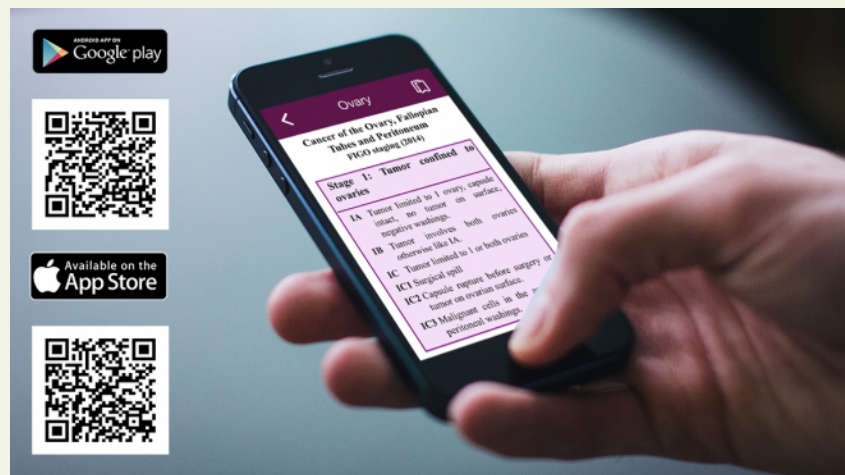 ANDROID APP ON
Google play
Available on the
App Store
Ovary
Cancer of the Ovary, Fallopian
Tubes and Peritoneum
FIGO staging (2014)
Stage 1: Tumor confined to
ovaries
IA Tumor limited to 1 ovary, capsule
intact, no tumor on surface,
negative washings.
IB Tumor involves both ovaries
otherwise like IA.
IC Tumor limited to 1 or both ovaries
IC1 Surgical spill
IC2 Capsule rupture before surgery or
tumor on ovarian surface.
IC3 Malignant cells in the
peritoneal washings.